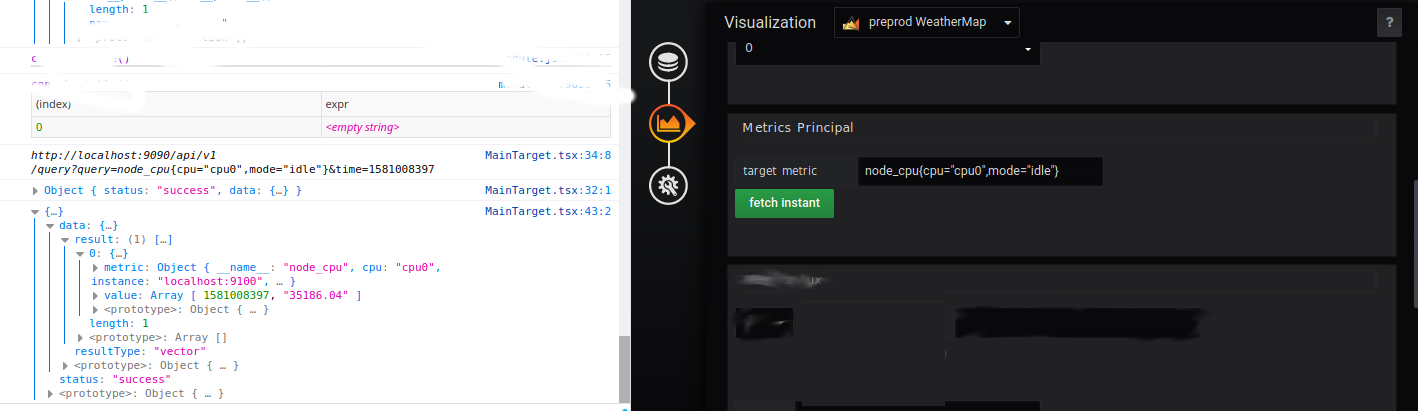 length: 1
(index) expr
0 <empty string>
http://localhost:9090/api/v1 MainTarget.tsx:34:8
/query?query=node_cpu{cpu="cpu0",mode="idle"}&time=1581008397
Object { status: "success", data: {…} } MainTarget.tsx:32:1
{…} MainTarget.tsx:43:2
data: {…}
result: (1) […]
0: {…}
metric: Object { __name__: "node_cpu", cpu: "cpu0",
instance: "localhost:9100", … }
value: Array [ 1581008397, "35186.04" ]
<prototype>: Object { … }
length: 1
<prototype>: Array []
resultType: "vector"
<prototype>: Object { … }
status: "success"
<prototype>: Object { … }
Visualization preprod WeatherMap ?
0
Metrics Principal
target metric node_cpu{cpu="cpu0",mode="idle"}
fetch instant